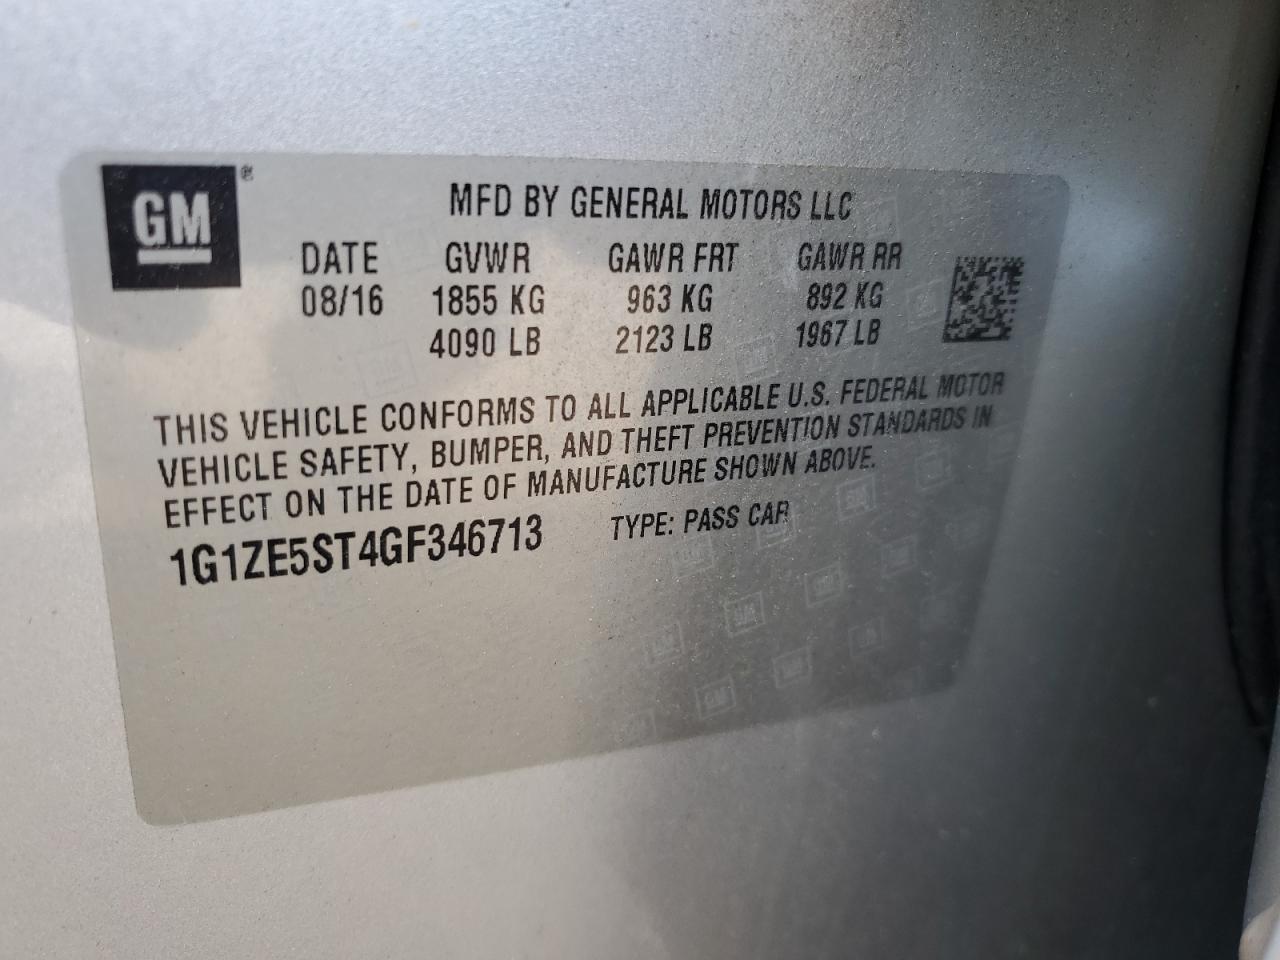 GM®
MFD BY GENERAL MOTORS LLC
DATE GVWR GAWR FRT GAWR RR
08/16 1855 KG 963 KG 892 KG
4090 LB 2123 LB 1967 LB
THIS VEHICLE CONFORMS TO ALL APPLICABLE U.S. FEDERAL MOTOR
VEHICLE SAFETY, BUMPER, AND THEFT PREVENTION STANDARDS IN
EFFECT ON THE DATE OF MANUFACTURE SHOWN ABOVE.
1G1ZE5ST4GF346713 TYPE: PASS CAR